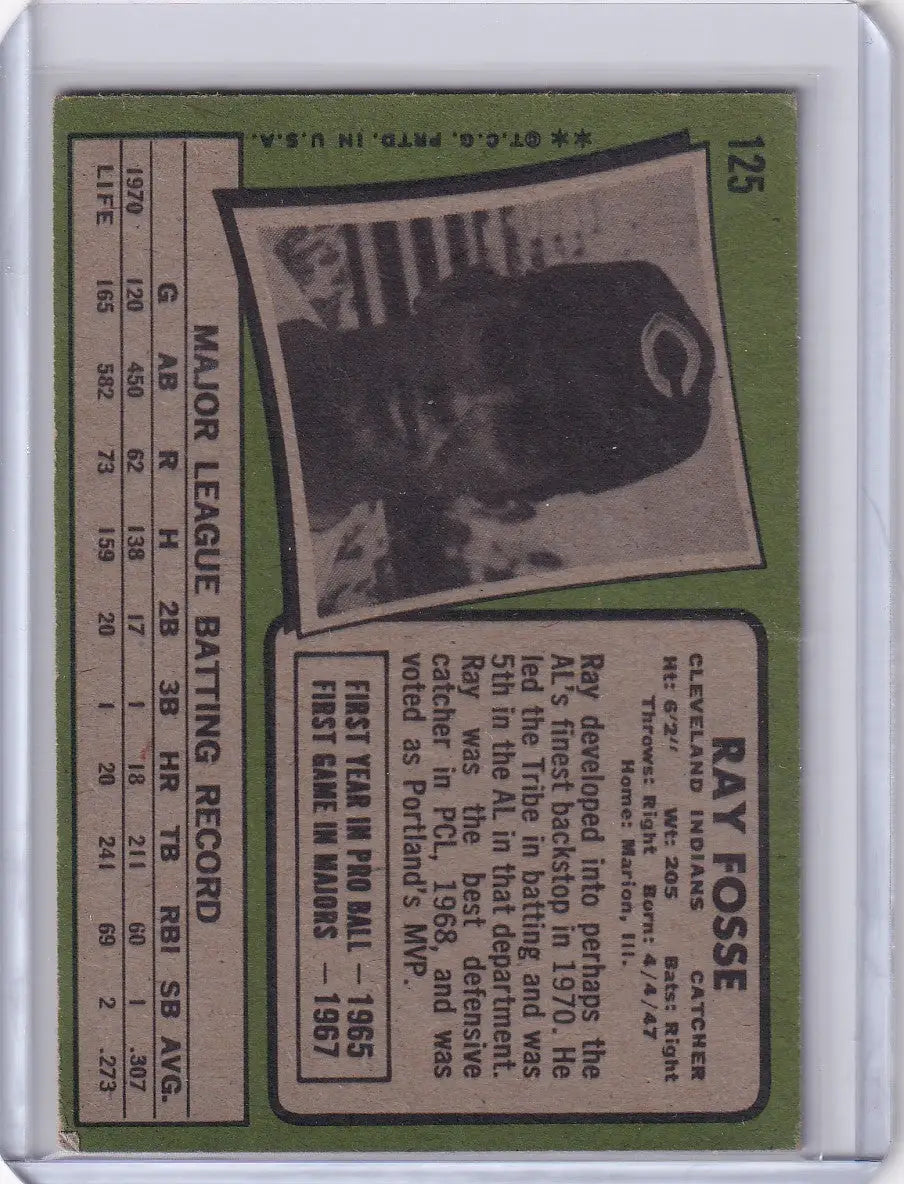 125
**©T.C.G. PRTD. IN U.S.A.
C
RAY FOSSE
CLEVELAND INDIANS CATCHER
Ht: 6'2" Wt: 205 Bats: Right
Throws: Right Born: 4/4/47
Home: Marion, Ill.
Ray developed into perhaps the
AL's finest backstop in 1970. He
led the Tribe in batting and was
5th in the AL in that department.
Ray was the best defensive
catcher in PCL, 1968, and was
voted as Portland's MVP.
FIRST YEAR IN PRO BALL — 1965
FIRST GAME IN MAJORS — 1967
MAJOR LEAGUE BATTING RECORD
G AB R H 2B 3B HR TB RBI SB AVG.
1970 120 450 62 138 17 1 18 211 60 1 .307
LIFE 165 582 73 159 20 1 20 241 69 2 .273